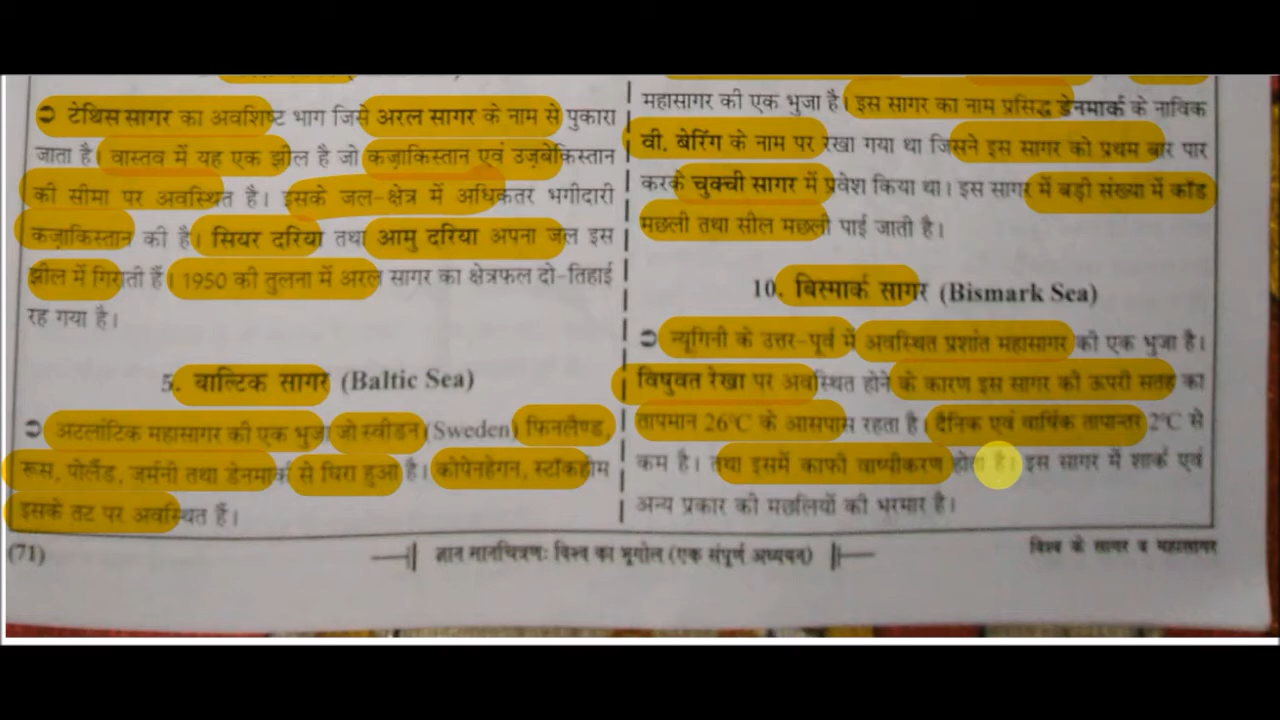 ➲ टेथिस सागर का अवशिष्ट भाग जिसे अरल सागर के नाम से पुकारा
जाता है। वास्तव में यह एक झील है जो कज़ाकिस्तान एवं उज़बेकिस्तान
की सीमा पर अवस्थित है। इसके जल-क्षेत्र में अधिकतर भगीदारी
कज़ाकिस्तान की है। सियर दरिया तथा आमु दरिया अपना जल इस
झील में गिराती हैं। 1950 की तुलना में अरल सागर का क्षेत्रफल दो-तिहाई
रह गया है।
5. बाल्टिक सागर (Baltic Sea)
➲ अटलांटिक महासागर की एक भुजा जो स्वीडन (Sweden) फिनलैण्ड,
रूस, पोलैंड, जर्मनी तथा डेनमार्क से घिरा हुआ है। कोपेनहेगन, स्टॉकहोम
इसके तट पर अवस्थित हैं।
महासागर की एक भुजा है। इस सागर का नाम प्रसिद्ध डेनमार्क के नाविक
वी. बेरिंग के नाम पर रखा गया था जिसने इस सागर को प्रथम बार पार
करके चुक्ची सागर में प्रवेश किया था। इस सागर में बड़ी संख्या में कॉड
मछली तथा सील मछली पाई जाती है।
10. बिस्मार्क सागर (Bismark Sea)
➲ न्यूगिनी के उत्तर-पूर्व में अवस्थित प्रशांत महासागर की एक भुजा है।
विषुवत रेखा पर अवस्थित होने के कारण इस सागर की ऊपरी सतह का
तापमान 26°C के आसपास रहता है। दैनिक एवं वार्षिक तापान्तर 2°C से
कम है। तथा इसमें काफी वाष्पीकरण होता है। इस सागर में शार्क एवं
अन्य प्रकार की मछलियों की भरमार है।
(71)
ज्ञान मानचित्रण: विश्व का भूगोल (एक संपूर्ण अध्ययन)
विश्व के सागर व महासागर